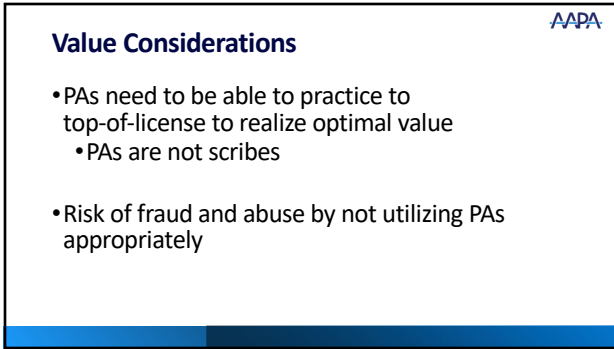 AAPA
Value Considerations
•PAs need to be able to practice to
top-of-license to realize optimal value
•PAs are not scribes
•Risk of fraud and abuse by not utilizing PAs
appropriately